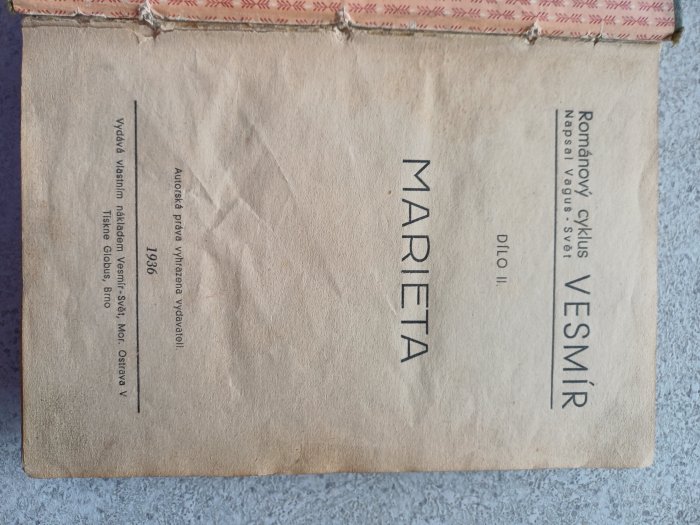 Románový cyklus VESMÍR
Napsal Vagus - Svět
DÍLO II.
MARIETA
Autorská práva vyhrazena vydavateli
1936
Vydává vlastním nákladem Vesmír-Svět, Mor. Ostrava V
Tiskne Globus, Brno